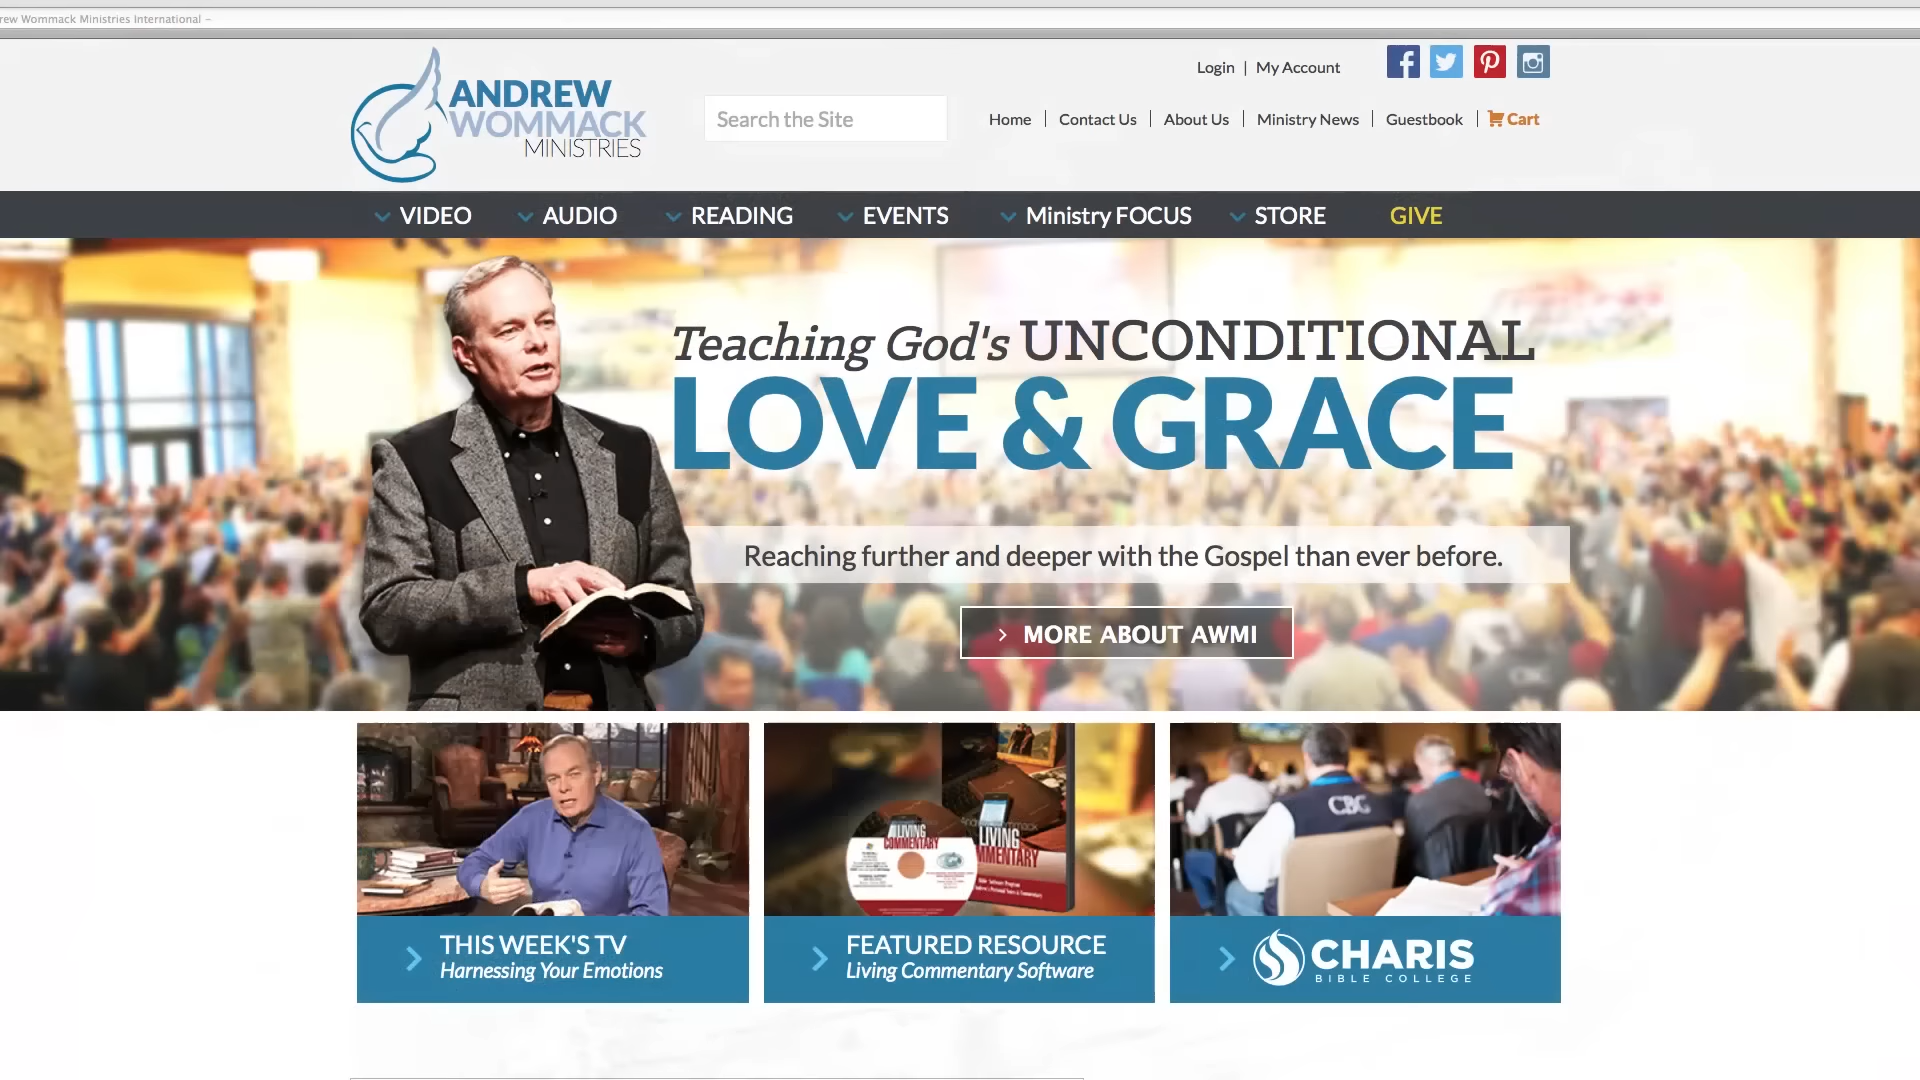 rew Wommack Ministries International –
ANDREW
WOMMACK
MINISTRIES
Search the Site
Login | My Account
Home | Contact Us | About Us | Ministry News | Guestbook | Cart
VIDEO AUDIO READING EVENTS Ministry FOCUS STORE GIVE
Teaching God's UNCONDITIONAL
LOVE & GRACE
Reaching further and deeper with the Gospel than ever before.
> MORE ABOUT AWMI
LIVING
COMMENTARY
LIVING
MMENTARY
CBC
THIS WEEK'S TV
Harnessing Your Emotions
FEATURED RESOURCE
Living Commentary Software
CHARIS
BIBLE COLLEGE